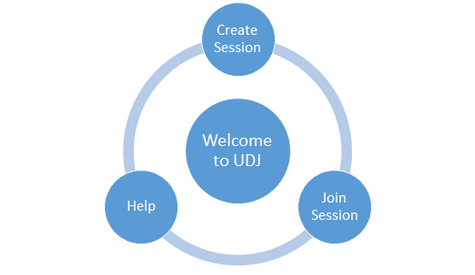 Create
Session
Welcome
to UDJ
Help
Join
Session